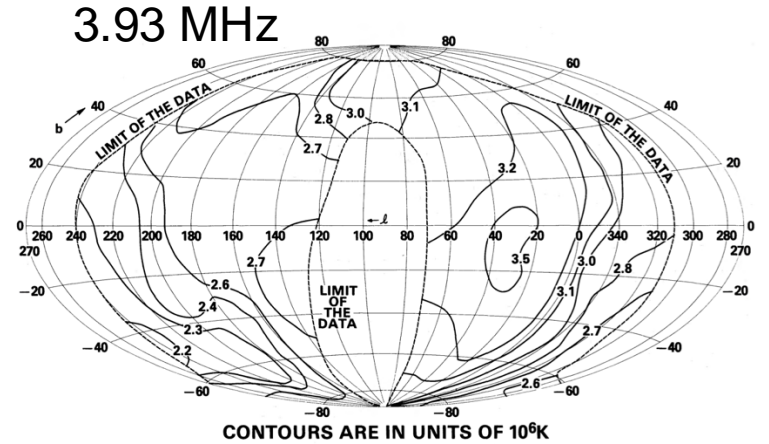 3.93 MHz
80 80
60 60
40 40
b
LIMIT OF THE DATA
LIMIT OF THE DATA
3.0 3.1
2.8
2.7
20 20
3.2
←ℓ
0 0
260 240 220 200 180 160 140 120 100 80 60 40 20 0 340 320 300 280
270 270
2.7 3.5 3.0
2.8
2.6
3.1
−20 −20
LIMIT
OF
THE
DATA
2.4
2.3
2.7
−40 −40
2.2
2.6
−60 −60
−80 −80
CONTOURS ARE IN UNITS OF 10⁶K